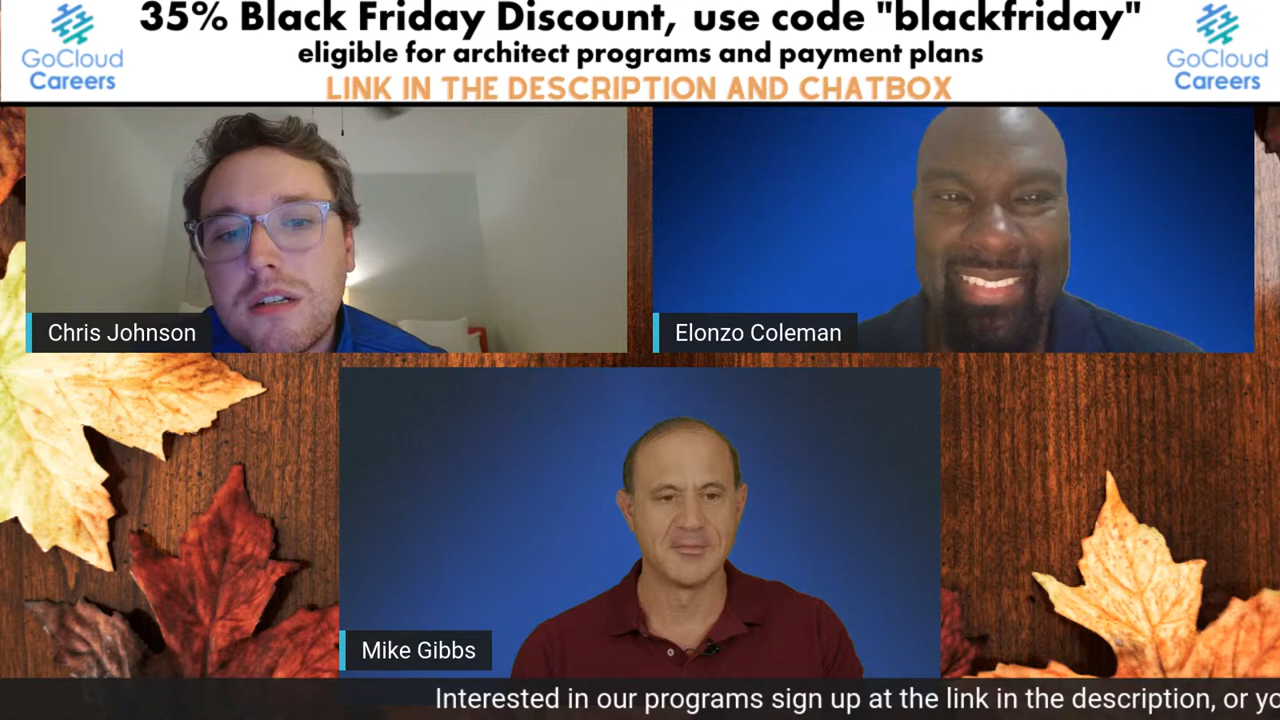 35% Black Friday Discount, use code "blackfriday"
eligible for architect programs and payment plans
LINK IN THE DESCRIPTION AND CHATBOX
GoCloud
Careers
GoCloud
Careers
Chris Johnson
Elonzo Coleman
Mike Gibbs
Interested in our programs sign up at the link in the description, or yo